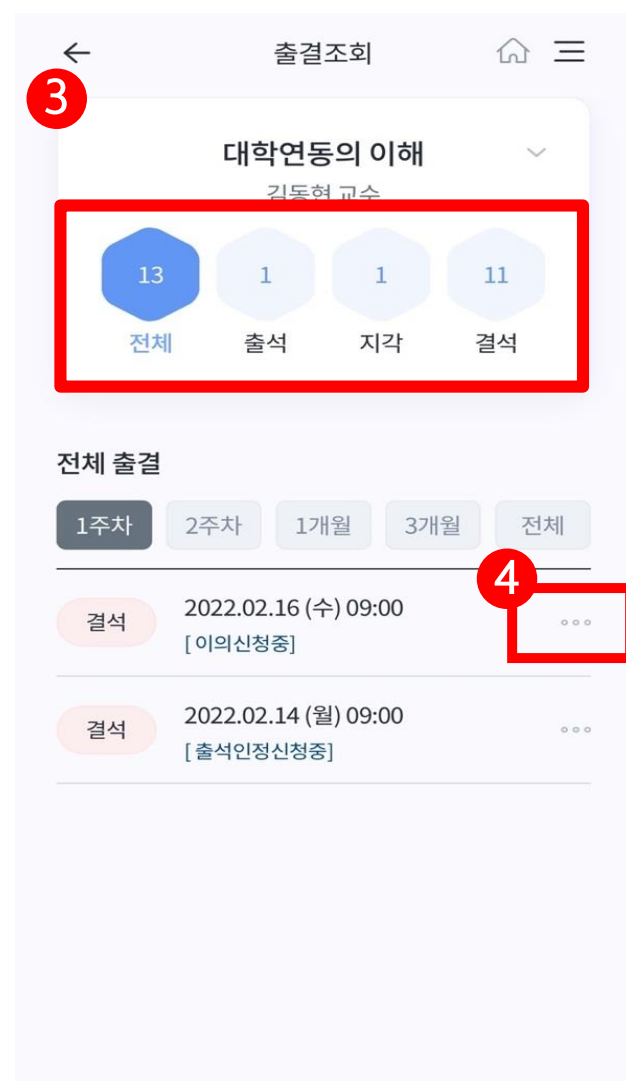 출결조회
3
대학연동의 이해
김동현 교수
13 1 1 11
전체 출석 지각 결석
전체 출결
1주차 2주차 1개월 3개월 전체
4
결석 2022.02.16 (수) 09:00
[ 이의신청중]
결석 2022.02.14 (월) 09:00
[ 출석인정신청중]